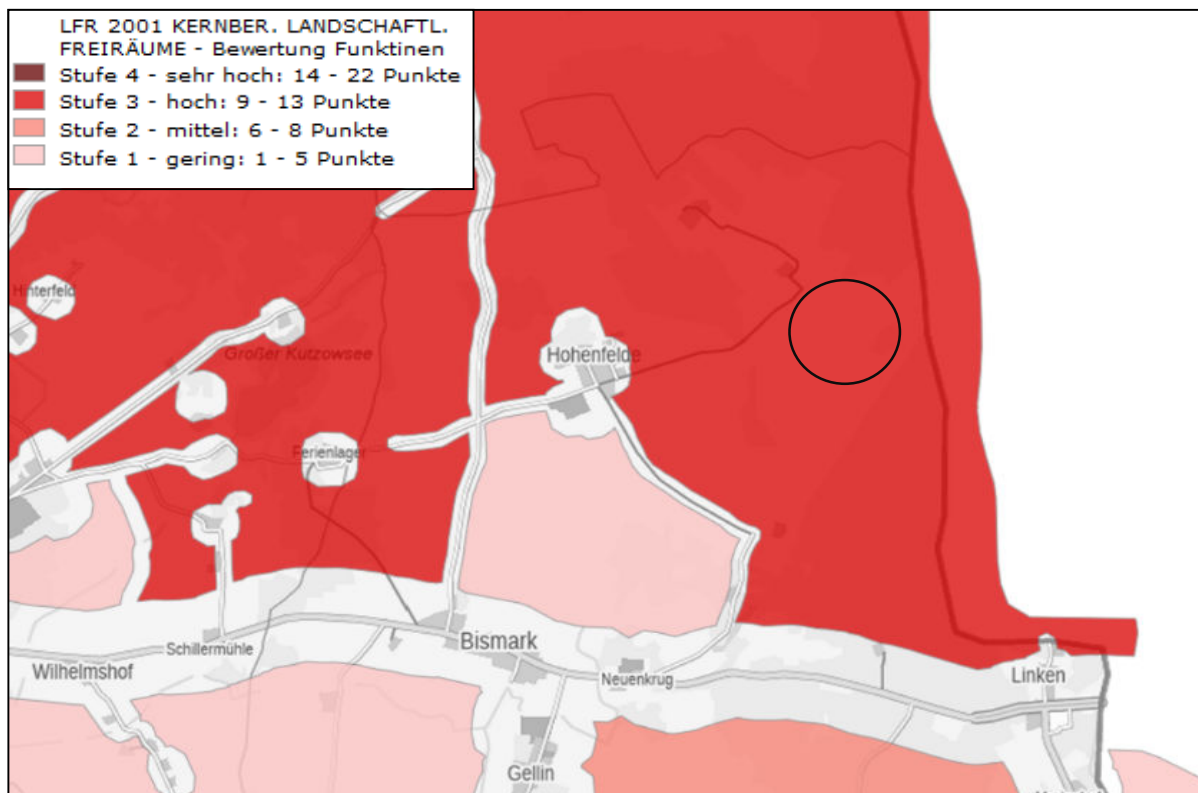 LFR 2001 KERNBER. LANDSCHAFTL.
FREIRÄUME - Bewertung Funktinen
Stufe 4 - sehr hoch: 14 - 22 Punkte
Stufe 3 - hoch: 9 - 13 Punkte
Stufe 2 - mittel: 6 - 8 Punkte
Stufe 1 - gering: 1 - 5 Punkte
Hinterfeld
Großer Kutzowsee
Hohenfelde
Ferienlager
Schillermühle
Bismark
Wilhelmshof
Neuenkrug
Linken
Gellin